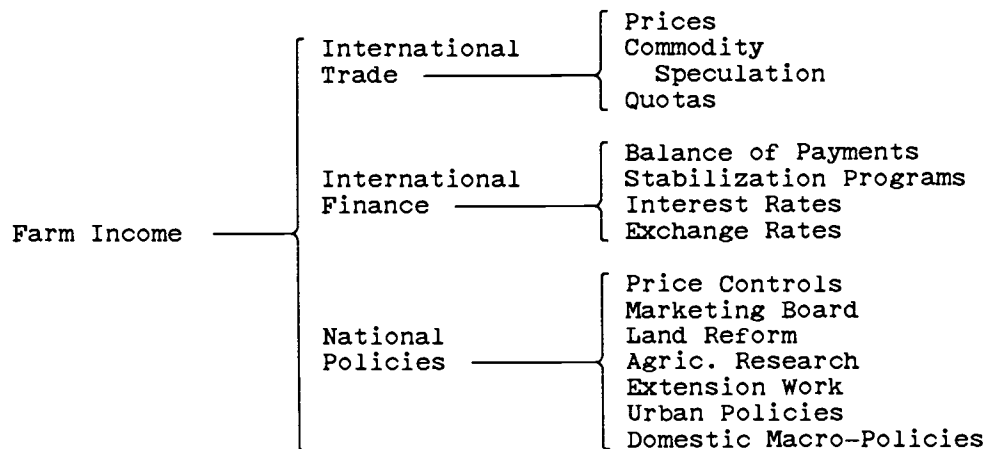 Farm Income
International
Trade
Prices
Commodity
Speculation
Quotas
International
Finance
Balance of Payments
Stabilization Programs
Interest Rates
Exchange Rates
National
Policies
Price Controls
Marketing Board
Land Reform
Agric. Research
Extension Work
Urban Policies
Domestic Macro-Policies